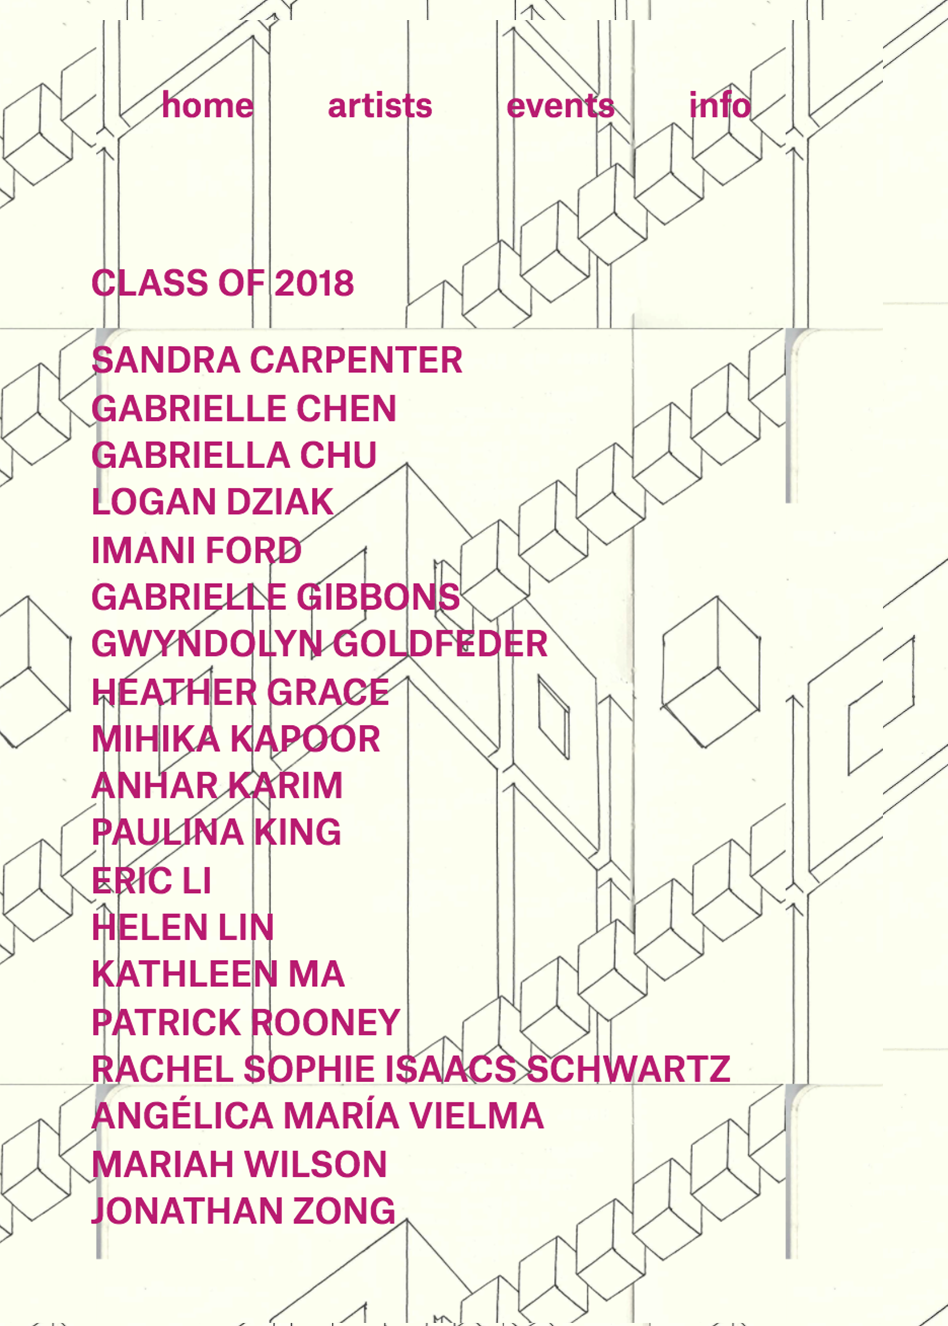 home artists events info
CLASS OF 2018
SANDRA CARPENTER
GABRIELLE CHEN
GABRIELLA CHU
LOGAN DZIAK
IMANI FORD
GABRIELLE GIBBONS
GWYNDOLYN GOLDFEDER
HEATHER GRACE
MIHIKA KAPOOR
ANHAR KARIM
PAULINA KING
ERIC LI
HELEN LIN
KATHLEEN MA
PATRICK ROONEY
RACHEL SOPHIE ISAACS SCHWARTZ
ANGÉLICA MARÍA VIELMA
MARIAH WILSON
JONATHAN ZONG